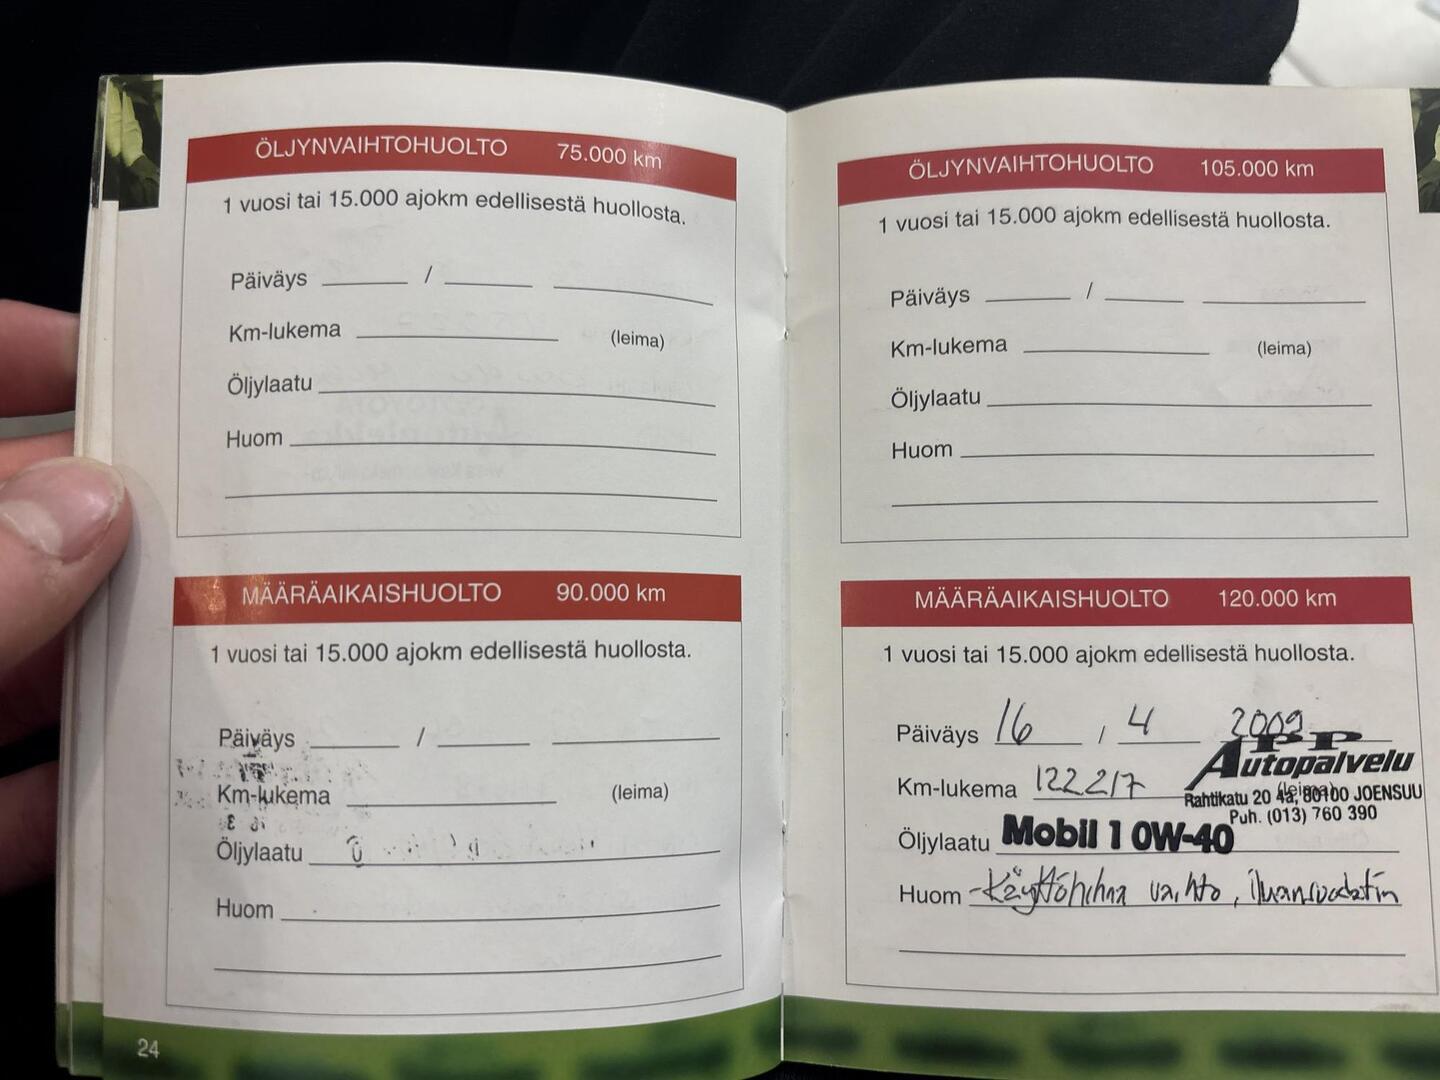 ÖLJYNVAIHTOHUOLTO 75.000 km
1 vuosi tai 15.000 ajokm edellisestä huollosta.
Päiväys /
Km-lukema (leima)
Öljylaatu
Huom
MÄÄRÄAIKAISHUOLTO 90.000 km
1 vuosi tai 15.000 ajokm edellisestä huollosta.
Päiväys /
Km-lukema (leima)
Öljylaatu
Huom
24
ÖLJYNVAIHTOHUOLTO 105.000 km
1 vuosi tai 15.000 ajokm edellisestä huollosta.
Päiväys /
Km-lukema (leima)
Öljylaatu
Huom
MÄÄRÄAIKAISHUOLTO 120.000 km
1 vuosi tai 15.000 ajokm edellisestä huollosta.
Päiväys 16 / 4 2009
PP
Autopalvelu
Km-lukema 122217 (leima)
Rahtikatu 20 4a, 80100 JOENSUU
Puh. (013) 760 390
Öljylaatu Mobil 1 0W-40
Huom -Käyttöhihna vaihto, ilmansuodatin